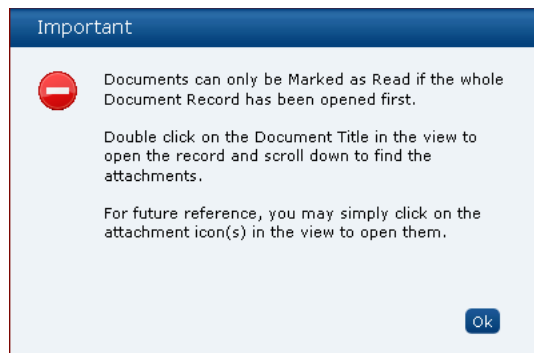 Important
Documents can only be Marked as Read if the whole
Document Record has been opened first.
Double click on the Document Title in the view to
open the record and scroll down to find the
attachments.
For future reference, you may simply click on the
attachment icon(s) in the view to open them.
Ok